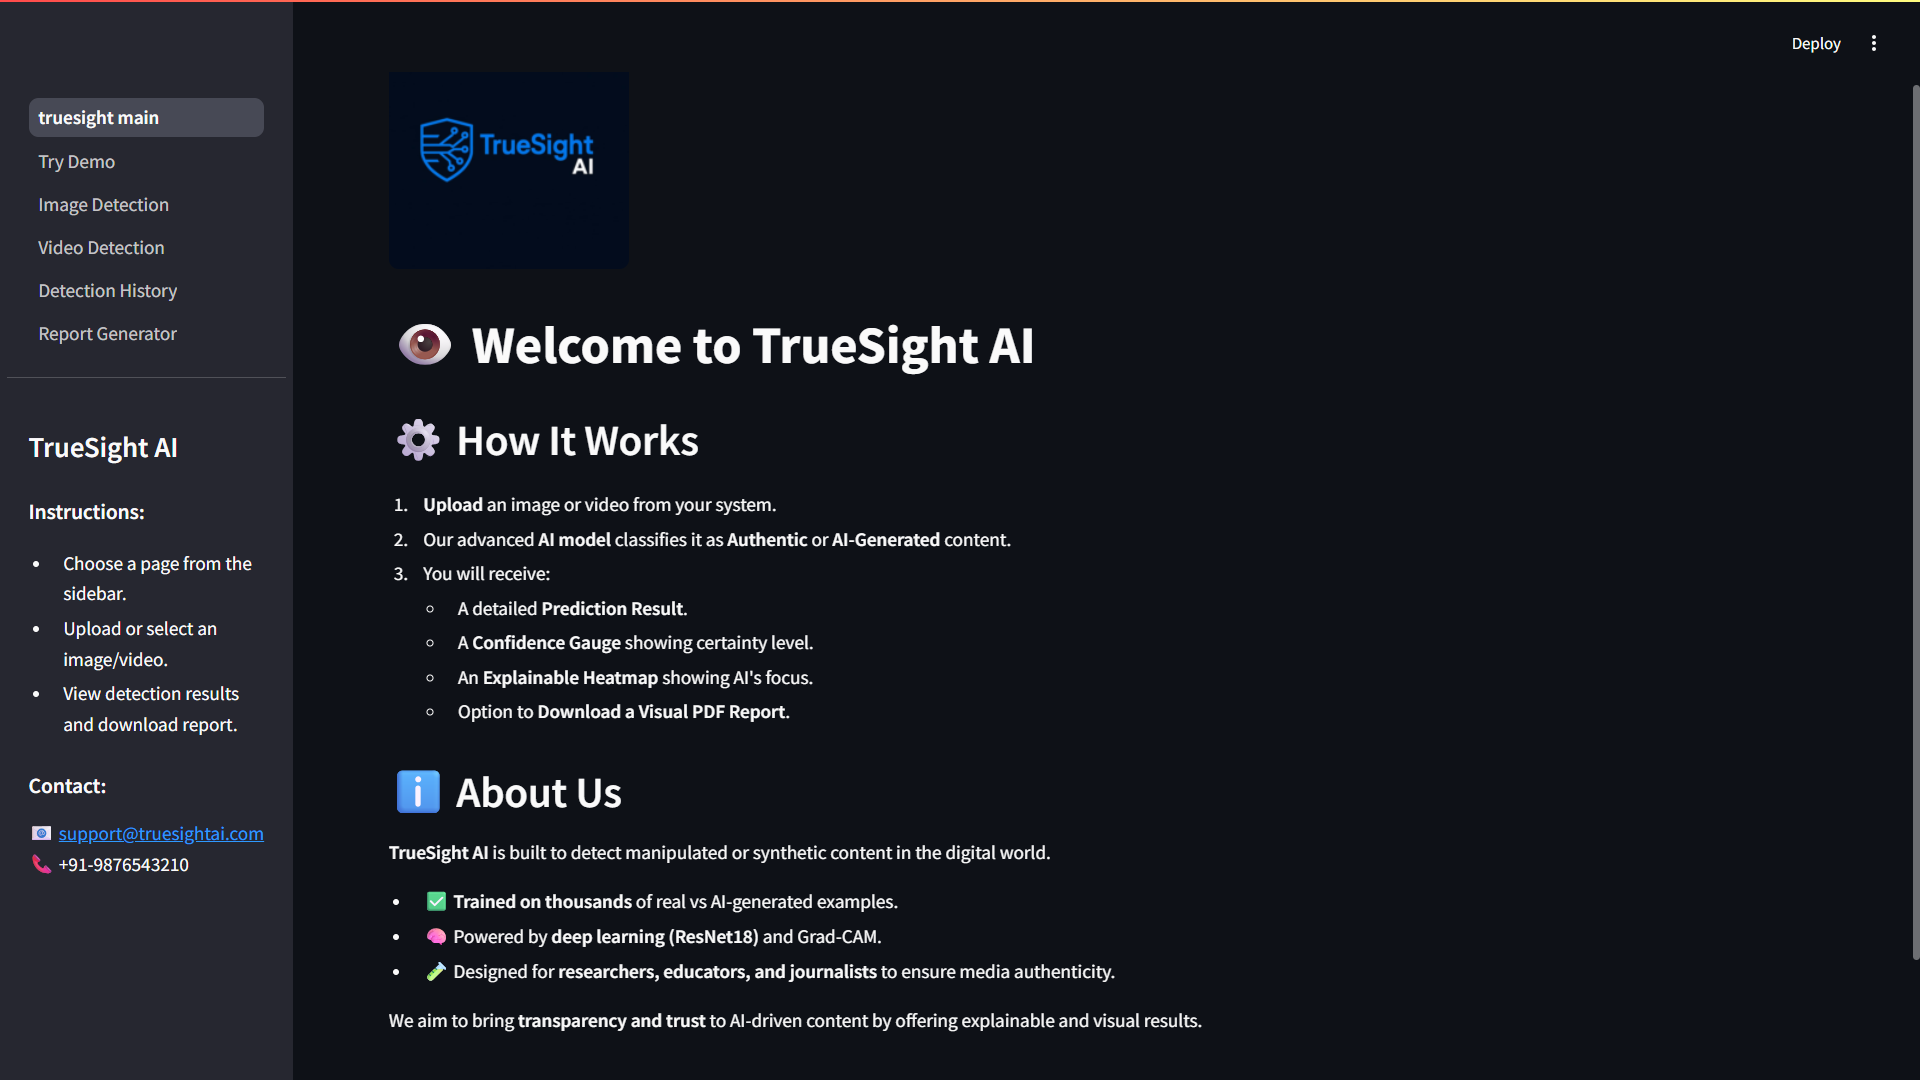 Deploy
truesight main
Try Demo
Image Detection
Video Detection
Detection History
Report Generator
TrueSight AI
Instructions:
• Choose a page from the
sidebar.
• Upload or select an
image/video.
• View detection results
and download report.
Contact:
support@truesightai.com
+91-9876543210
TrueSight
AI
Welcome to TrueSight AI
How It Works
1. Upload an image or video from your system.
2. Our advanced AI model classifies it as Authentic or AI-Generated content.
3. You will receive:
◦ A detailed Prediction Result.
◦ A Confidence Gauge showing certainty level.
◦ An Explainable Heatmap showing AI's focus.
◦ Option to Download a Visual PDF Report.
About Us
TrueSight AI is built to detect manipulated or synthetic content in the digital world.
• ✅ Trained on thousands of real vs AI-generated examples.
• 🧠 Powered by deep learning (ResNet18) and Grad-CAM.
• 🧪 Designed for researchers, educators, and journalists to ensure media authenticity.
We aim to bring transparency and trust to AI-driven content by offering explainable and visual results.